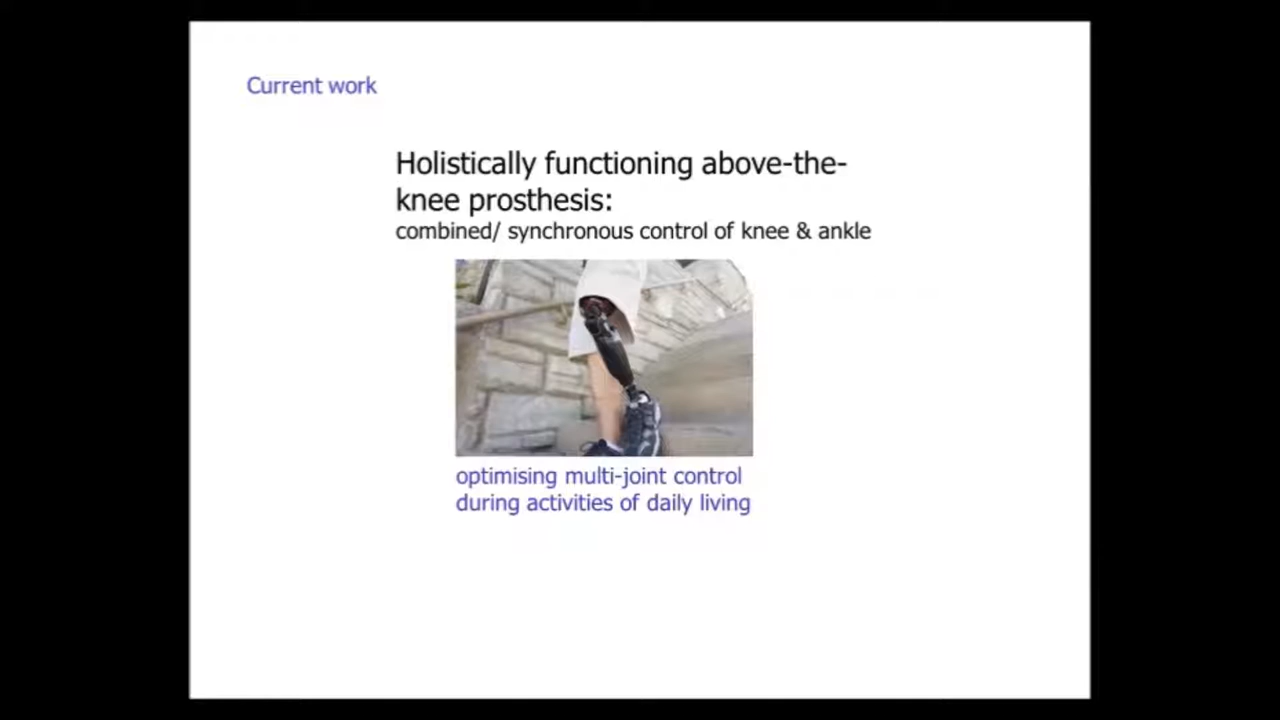 Current work
Holistically functioning above-the-
knee prosthesis:
combined/ synchronous control of knee & ankle
optimising multi-joint control
during activities of daily living